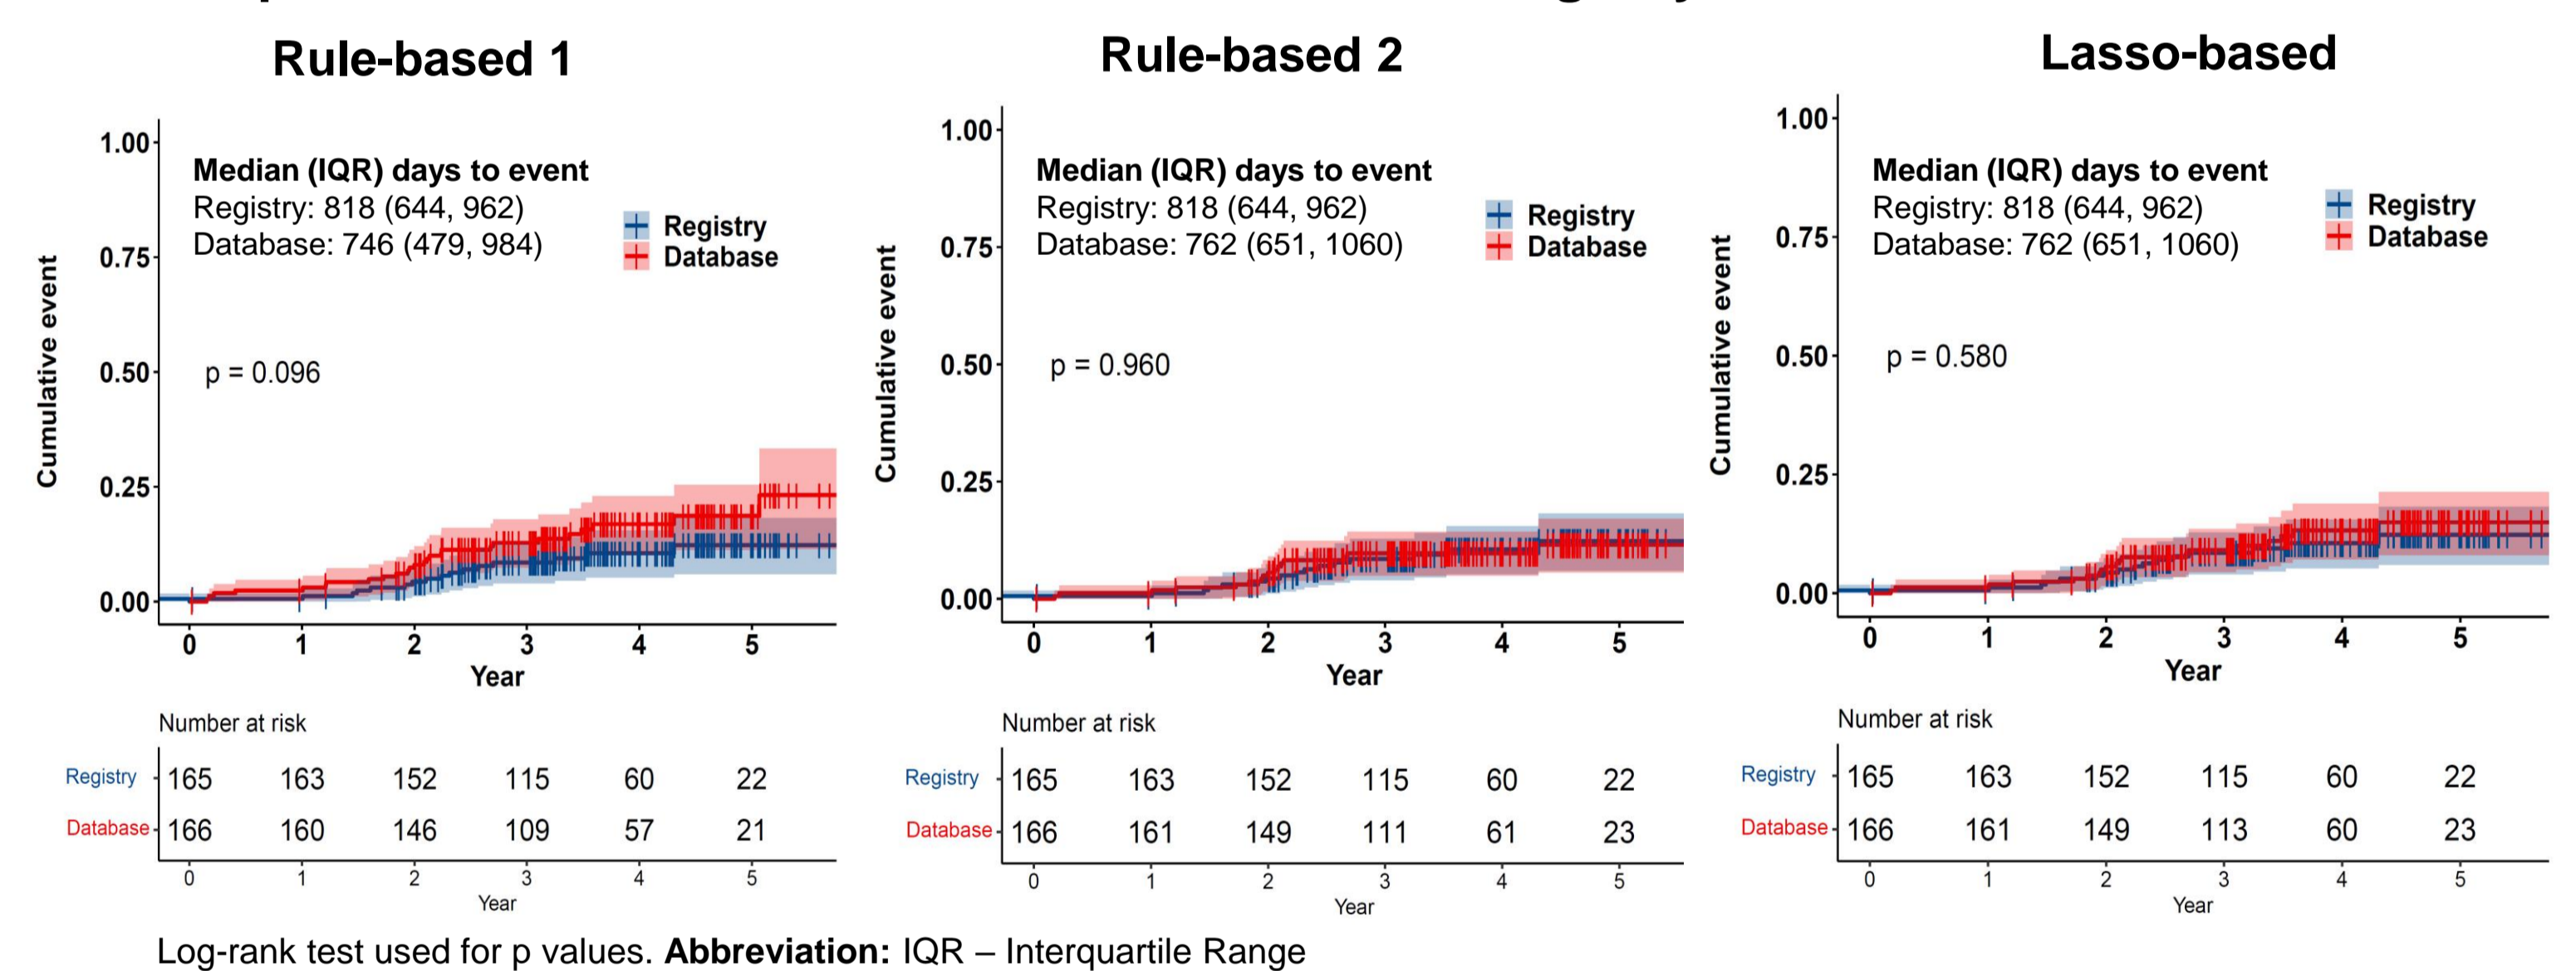 Rule-based 1
1.00
0.75
0.50
0.25
0.00
Cumulative event
Median (IQR) days to event
Registry: 818 (644, 962)
Database: 746 (479, 984)
Registry
Database
p = 0.096
0 1 2 3 4 5
Year
Number at risk
Registry 165 163 152 115 60 22
Database 166 160 146 109 57 21
0 1 2 3 4 5
Year
Rule-based 2
1.00
0.75
0.50
0.25
0.00
Cumulative event
Median (IQR) days to event
Registry: 818 (644, 962)
Database: 762 (651, 1060)
Registry
Database
p = 0.960
0 1 2 3 4 5
Year
Number at risk
Registry 165 163 152 115 60 22
Database 166 161 149 111 61 23
0 1 2 3 4 5
Year
Lasso-based
1.00
0.75
0.50
0.25
0.00
Cumulative event
Median (IQR) days to event
Registry: 818 (644, 962)
Database: 762 (651, 1060)
Registry
Database
p = 0.580
0 1 2 3 4 5
Year
Number at risk
Registry 165 163 152 115 60 22
Database 166 161 149 113 60 23
0 1 2 3 4 5
Year
Log-rank test used for p values. Abbreviation: IQR – Interquartile Range